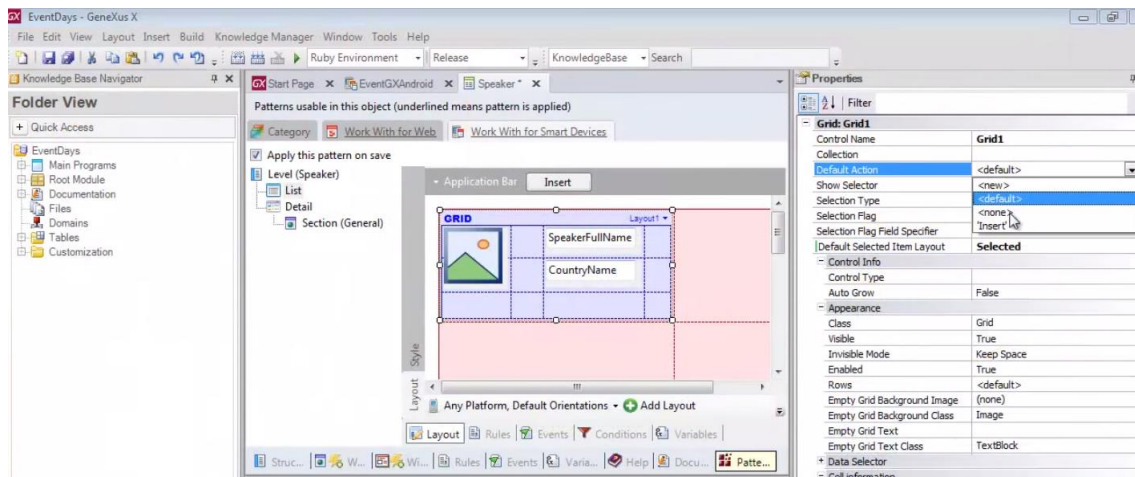 GX EventDays - GeneXus X
File Edit View Layout Insert Build Knowledge Manager Window Tools Help
Ruby Environment Release KnowledgeBase Search
Knowledge Base Navigator
Folder View
+ Quick Access
EventDays
Main Programs
Root Module
Documentation
Files
Domains
Tables
Customization
GX Start Page EventGXAndroid Speaker*
Patterns usable in this object (underlined means pattern is applied)
Category Work With for Web Work With for Smart Devices
Apply this pattern on save
Level (Speaker)
List
Detail
Section (General)
Application Bar Insert
GRID Layout1
SpeakerFullName
CountryName
Style
Layout
Any Platform, Default Orientations Add Layout
Layout Rules Events Conditions Variables
Struc... W... Wi... Rules Events Varia... Help Docu... Patte...
Properties
Filter
Grid: Grid1
Control Name Grid1
Collection
Default Action <default>
Show Selector <new>
Selection Type <default>
Selection Flag <none>
Selection Flag Field Specifier 'Insert'
Default Selected Item Layout Selected
Control Info
Control Type
Auto Grow False
Appearance
Class Grid
Visible True
Invisible Mode Keep Space
Enabled True
Rows <default>
Empty Grid Background Image (none)
Empty Grid Background Class Image
Empty Grid Text
Empty Grid Text Class TextBlock
+ Data Selector
Cell information